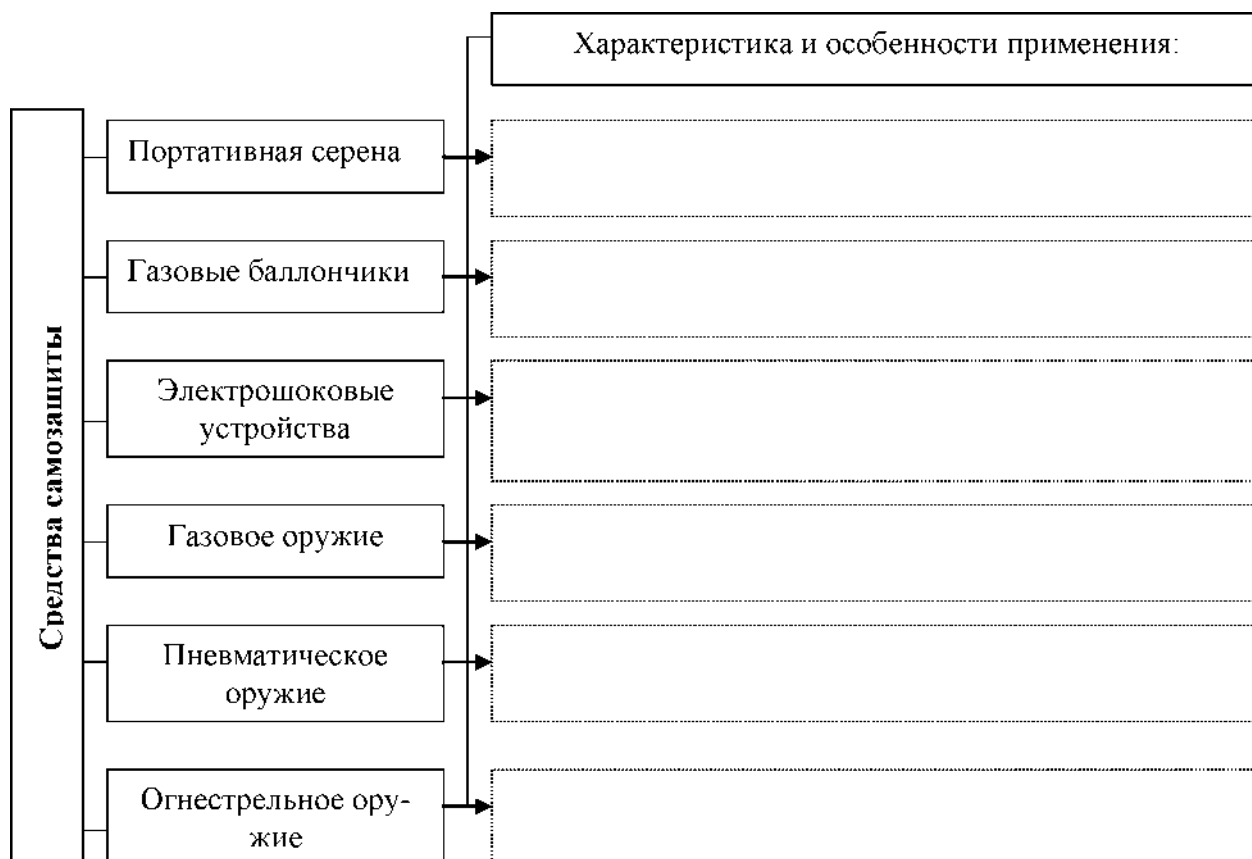 Характеристика и особенности применения:
Портативная серена
Газовые баллончики
Электрошоковые
устройства
Газовое оружие
Пневматическое
оружие
Огнестрельное ору-
жие
Средства самозащиты